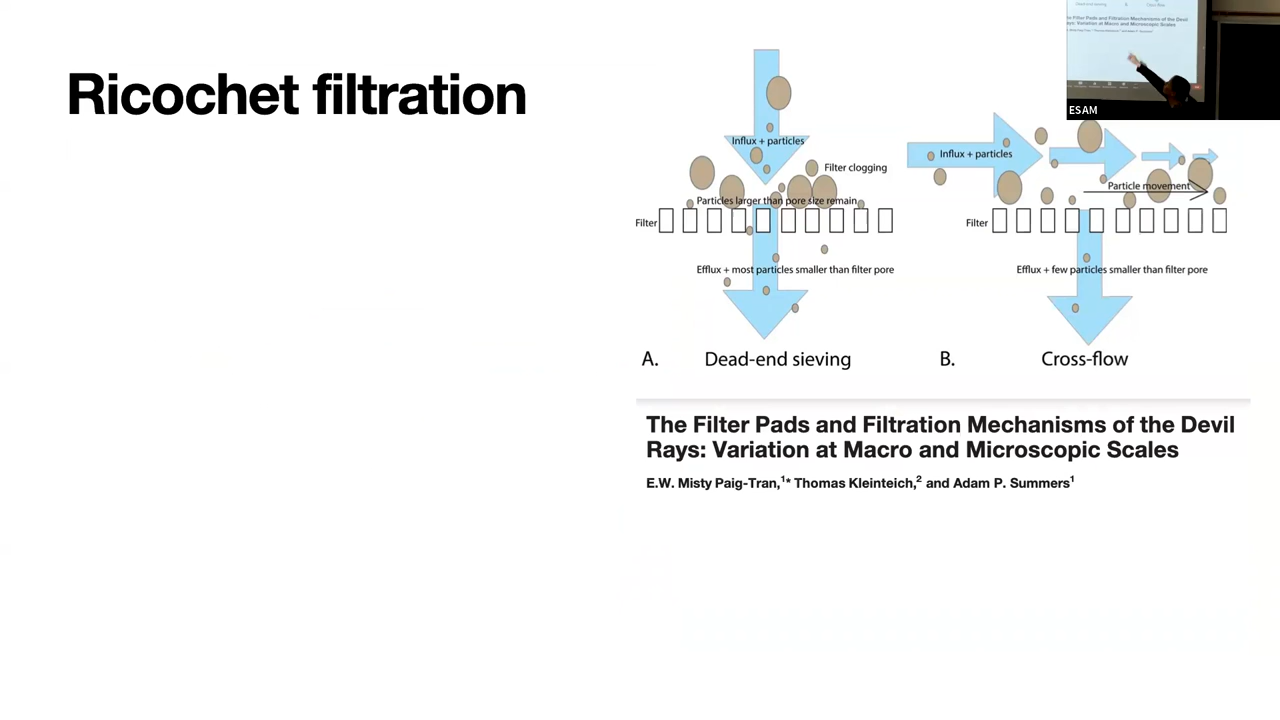 Ricochet filtration
Influx + particles
Filter clogging
Particles larger than pore size remain
Filter
Efflux + most particles smaller than filter pore
A. Dead-end sieving
Influx + particles
Particle movement
Filter
Efflux + few particles smaller than filter pore
B. Cross-flow
The Filter Pads and Filtration Mechanisms of the Devil
Rays: Variation at Macro and Microscopic Scales
E.W. Misty Paig-Tran,¹* Thomas Kleinteich,² and Adam P. Summers¹
ESAM